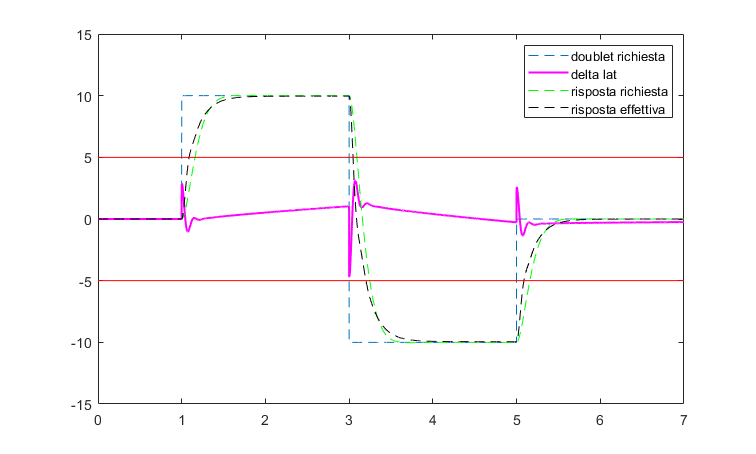 15
10
5
0
-5
-10
-15
0 1 2 3 4 5 6 7
doublet richiesta
delta lat
risposta richiesta
risposta effettiva